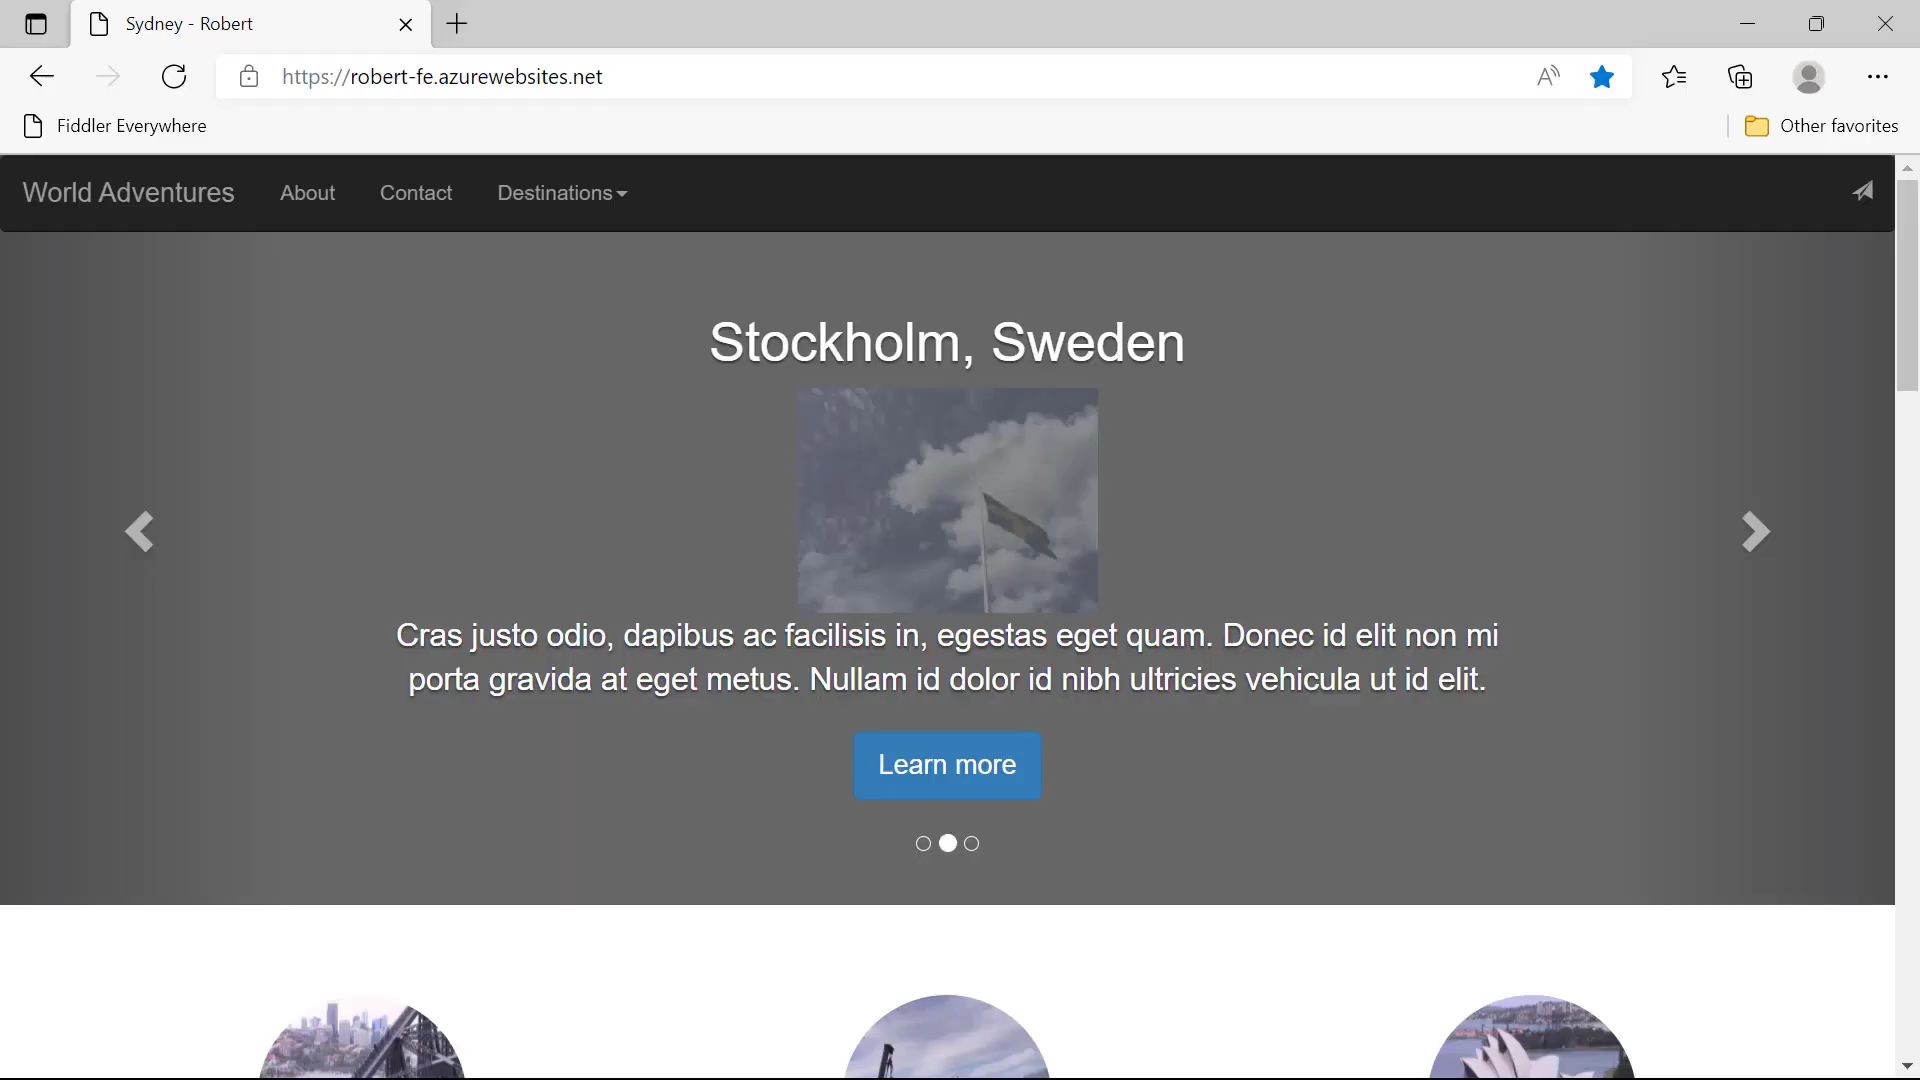 Sydney - Robert
https://robert-fe.azurewebsites.net
Fiddler Everywhere
Other favorites
World Adventures
About
Contact
Destinations
Stockholm, Sweden
Cras justo odio, dapibus ac facilisis in, egestas eget quam. Donec id elit non mi
porta gravida at eget metus. Nullam id dolor id nibh ultricies vehicula ut id elit.
Learn more